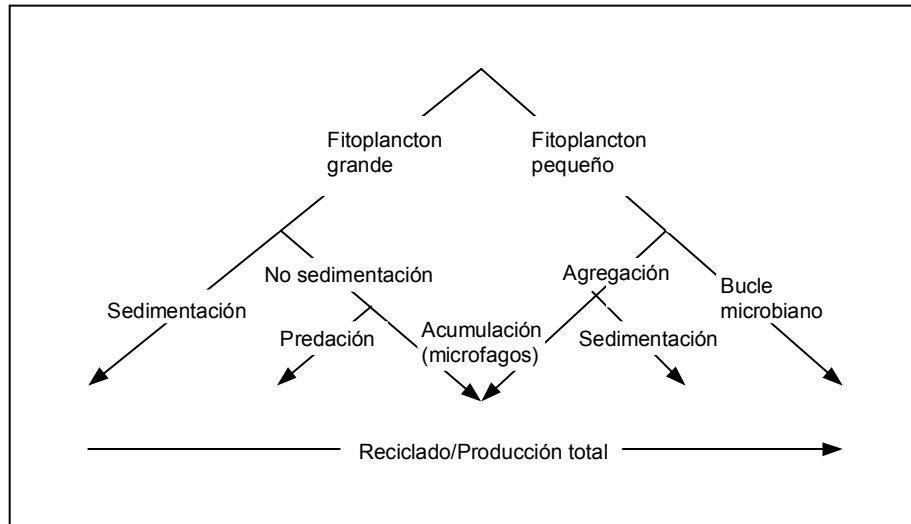 Fitoplancton
grande
Fitoplancton
pequeño
No sedimentación
Agregación
Sedimentación
Bucle
microbiano
Predación
Acumulación
(microfagos)
Sedimentación
Reciclado/Producción total